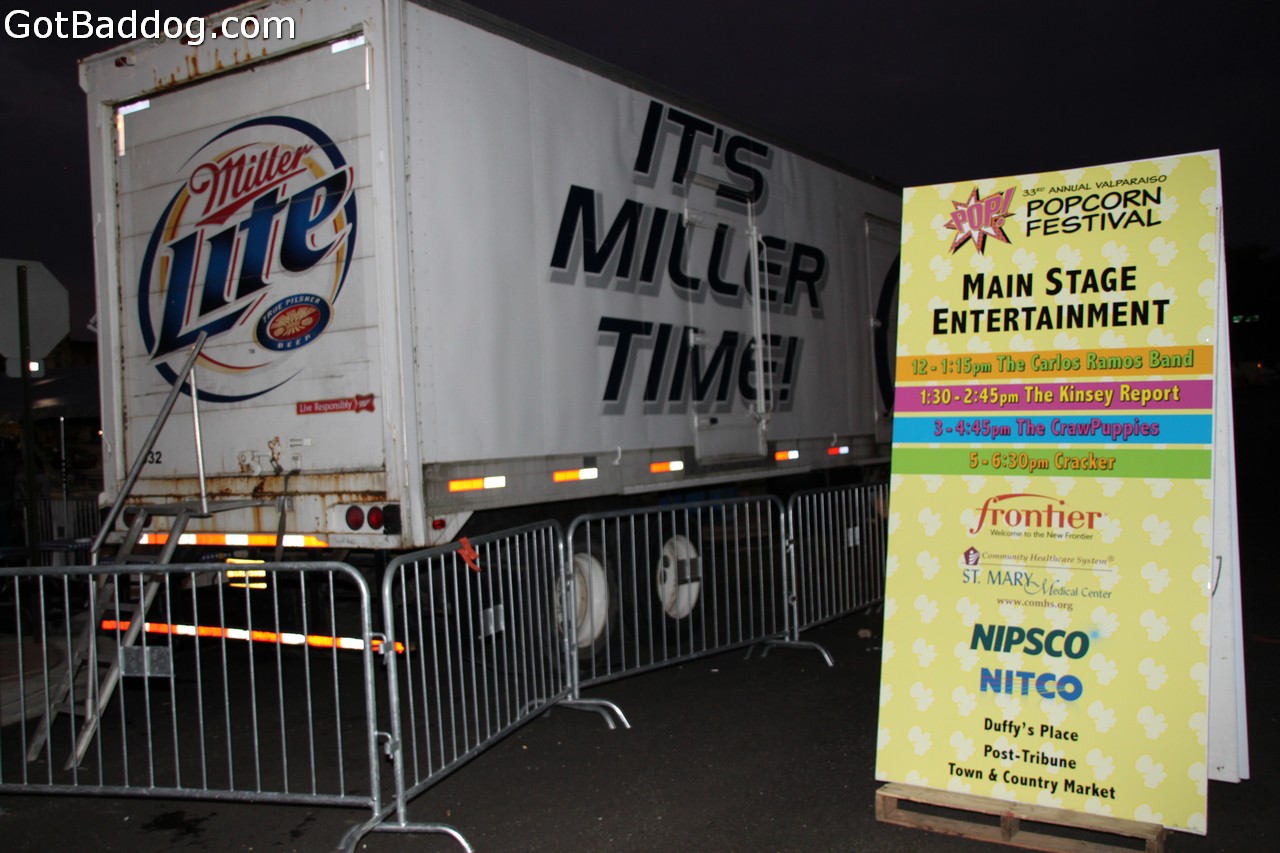 GotBaddog.com
Miller
Lite
TRUE PILSNER
BEER
Live Responsibly
32
IT'S
MILLER
TIME!
33RD ANNUAL VALPARAISO
POP!
POPCORN
FESTIVAL
MAIN STAGE
ENTERTAINMENT
12 - 1:15pm The Carlos Ramos Band
1:30 - 2:45pm The Kinsey Report
3 - 4:45pm The CrawPuppies
5 - 6:30pm Cracker
frontier
Welcome to the New Frontier
Community Healthcare System®
ST. MARY Medical Center
www.comhs.org
NIPSCO
NITCO
Duffy's Place
Post-Tribune
Town & Country Market